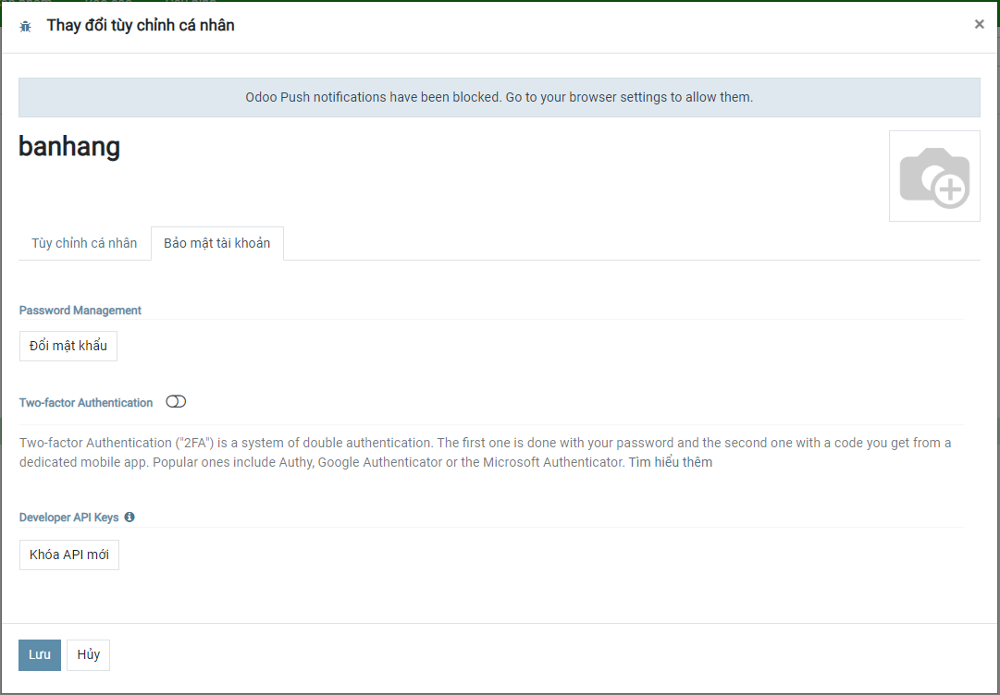 Thay đổi tùy chỉnh cá nhân
×
Odoo Push notifications have been blocked. Go to your browser settings to allow them.
banhang
Tùy chỉnh cá nhân
Bảo mật tài khoản
Password Management
Đổi mật khẩu
Two-factor Authentication
Two-factor Authentication ("2FA") is a system of double authentication. The first one is done with your password and the second one with a code you get from a
dedicated mobile app. Popular ones include Authy, Google Authenticator or the Microsoft Authenticator. Tìm hiểu thêm
Developer API Keys
Khóa API mới
Lưu
Hủy